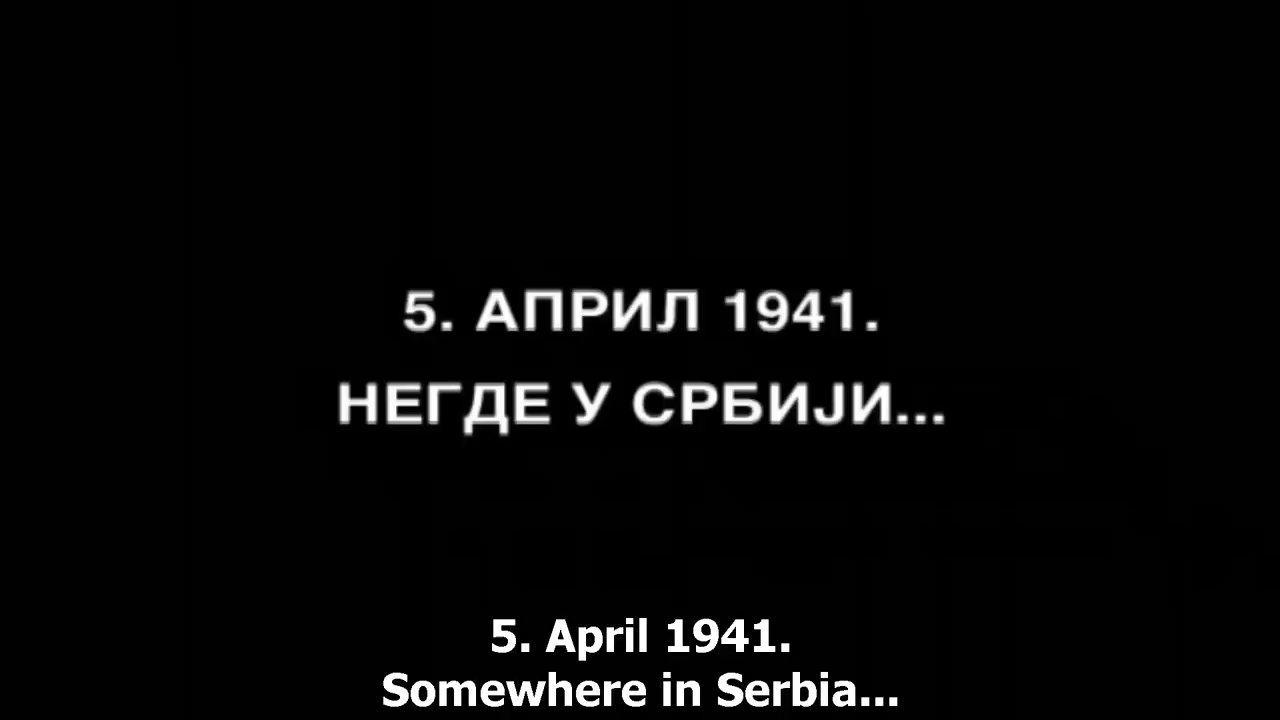 5. АПРИЛ 1941.
НЕГДЕ У СРБИЈИ...
5. April 1941.
Somewhere in Serbia...